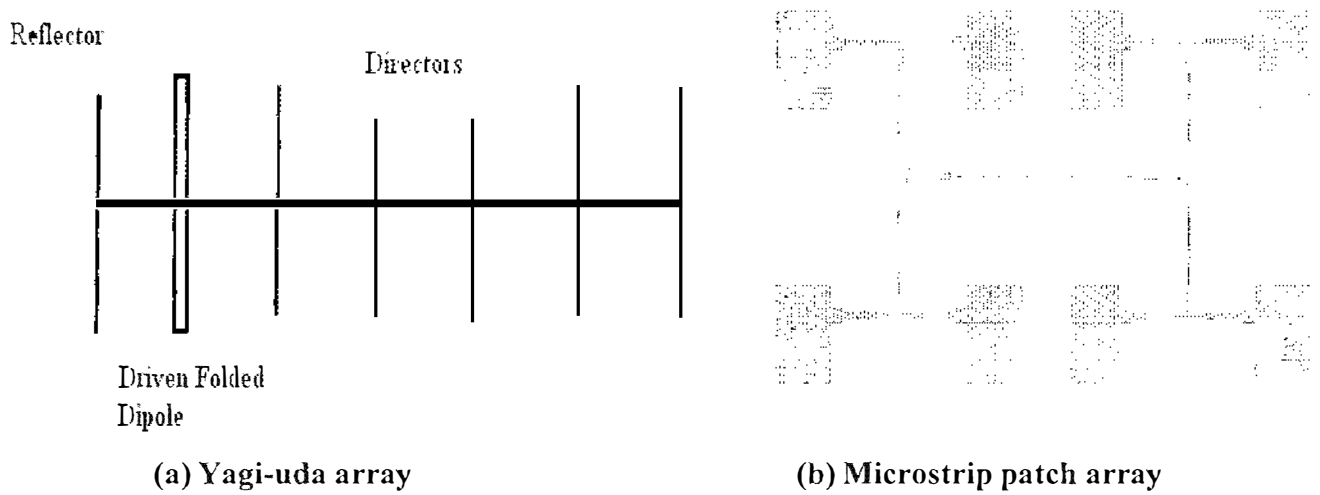 Reflector
Directors
Driven Folded
Dipole
(a) Yagi-uda array
(b) Microstrip patch array